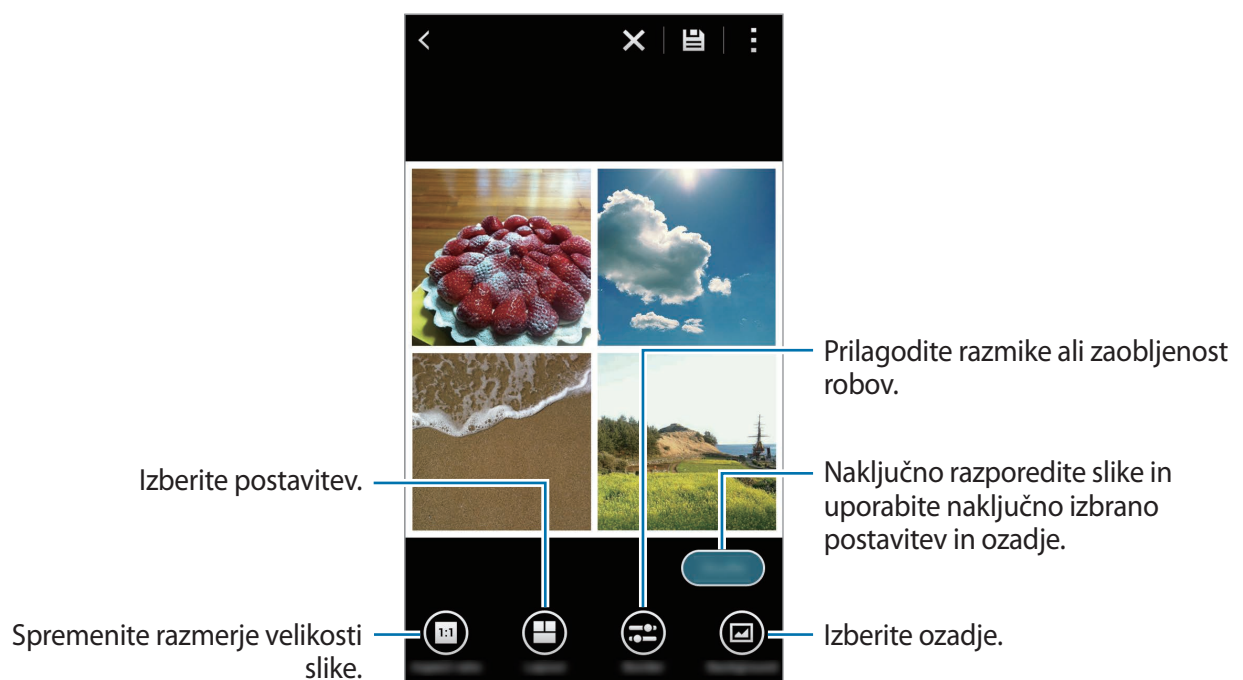 Prilagodite razmike ali zaobljenost
robov.
Izberite postavitev.
Naključno razporedite slike in
uporabite naključno izbrano
postavitev in ozadje.
1:1
Spremenite razmerje velikosti
slike.
Izberite ozadje.